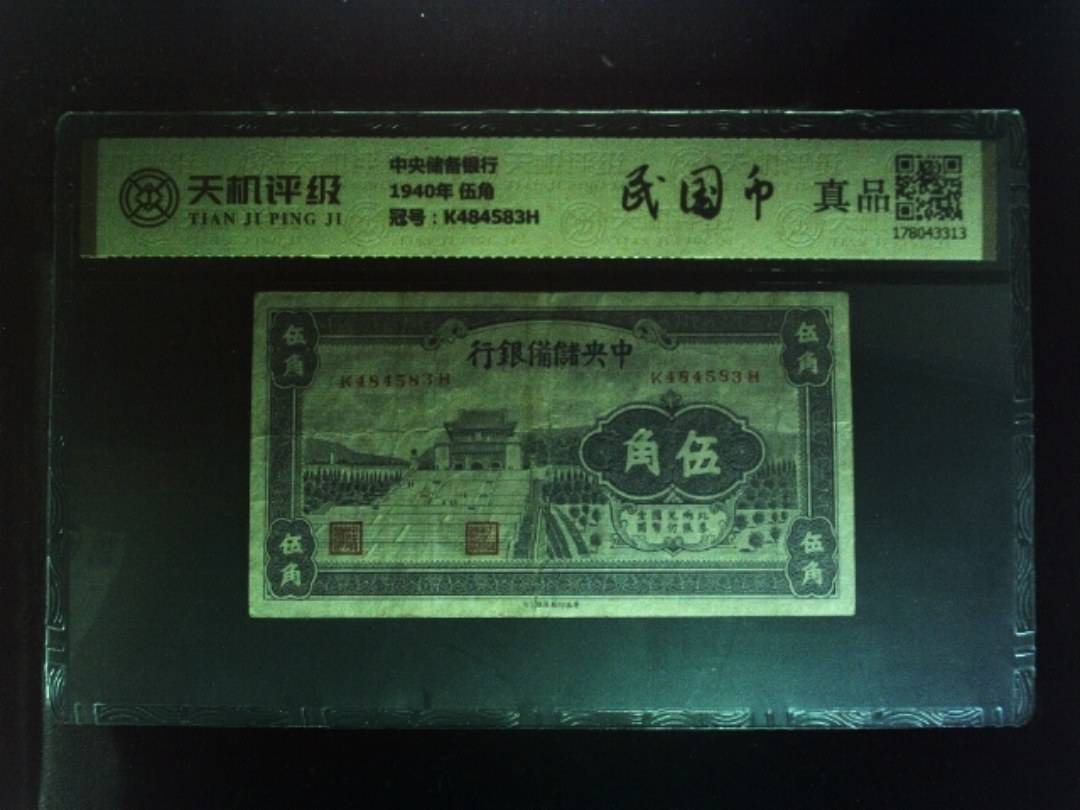 天机评级
TIAN JI PING JI
中央储备银行
1940年 伍角
冠号：K484583H
民国币
真品
178043313
伍角
行銀備儲央中
伍角
K484583H
K484583H
角伍
伍角
伍角